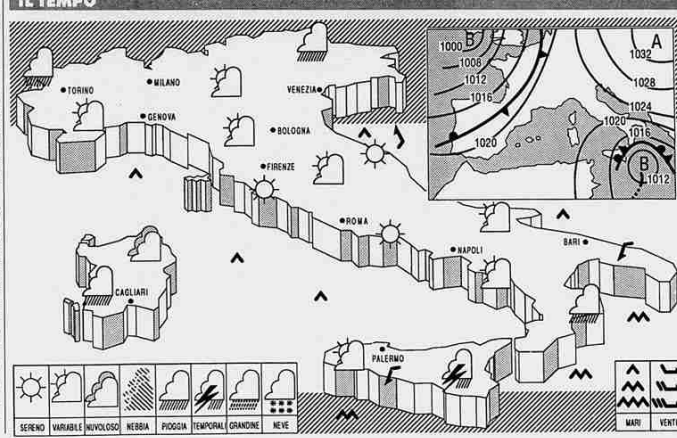 IL TEMPO
TORINO
MILANO
VENEZIA
GENOVA
BOLOGNA
FIRENZE
ROMA
NAPOLI
BARI
CAGLIARI
PALERMO
B
1000
1008
1012
1016
1020
A
1032
1028
1024
1020
1016
B
1012
SERENO VARIABILE NUVOLOSO NEBBIA PIOGGIA TEMPORALI GRANDINE NEVE
MARI VENTI